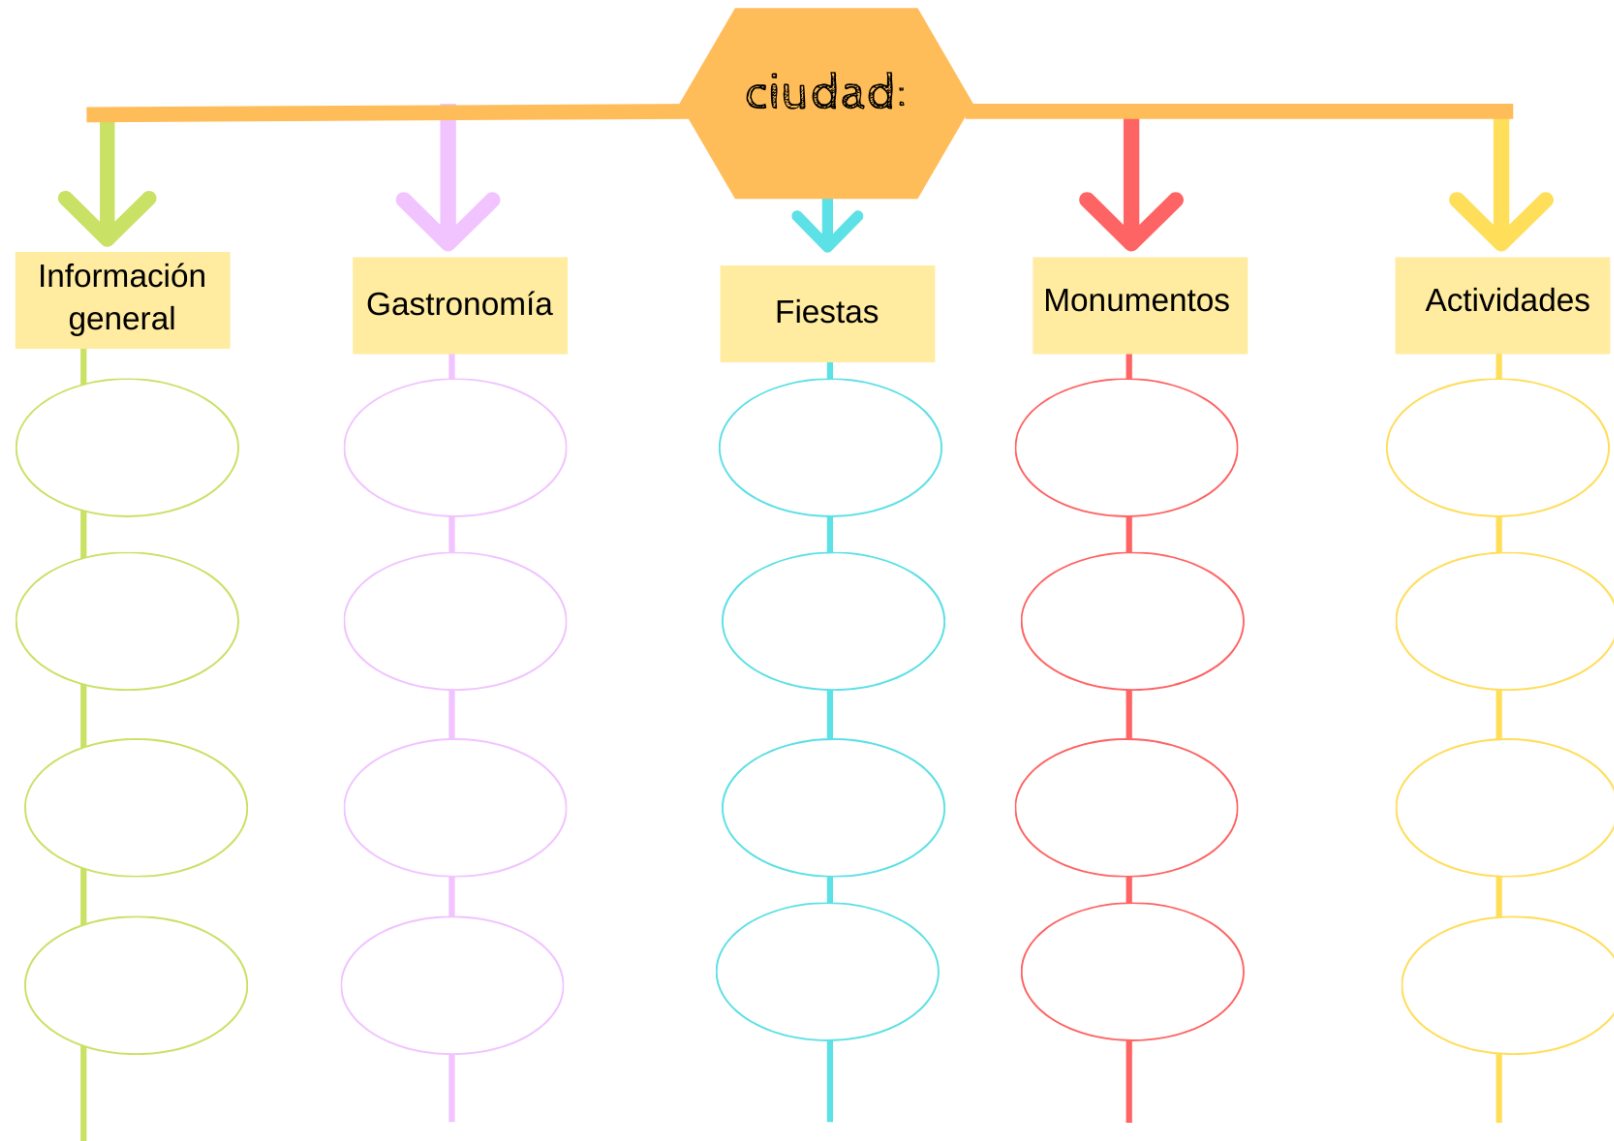 ciudad:
Información
general
Gastronomía
Fiestas
Monumentos
Actividades